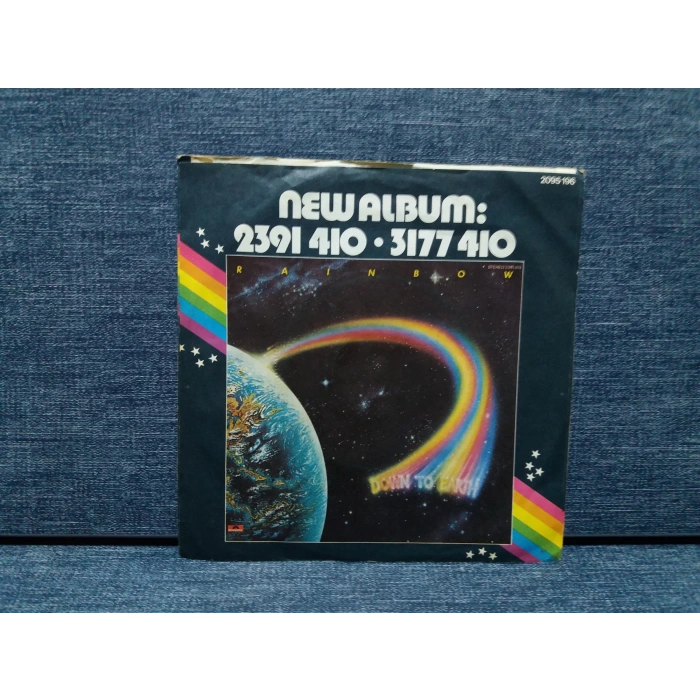 2095 196
NEW ALBUM:
2391 410 • 3177 410
RAINBOW
DOWN TO EARTH